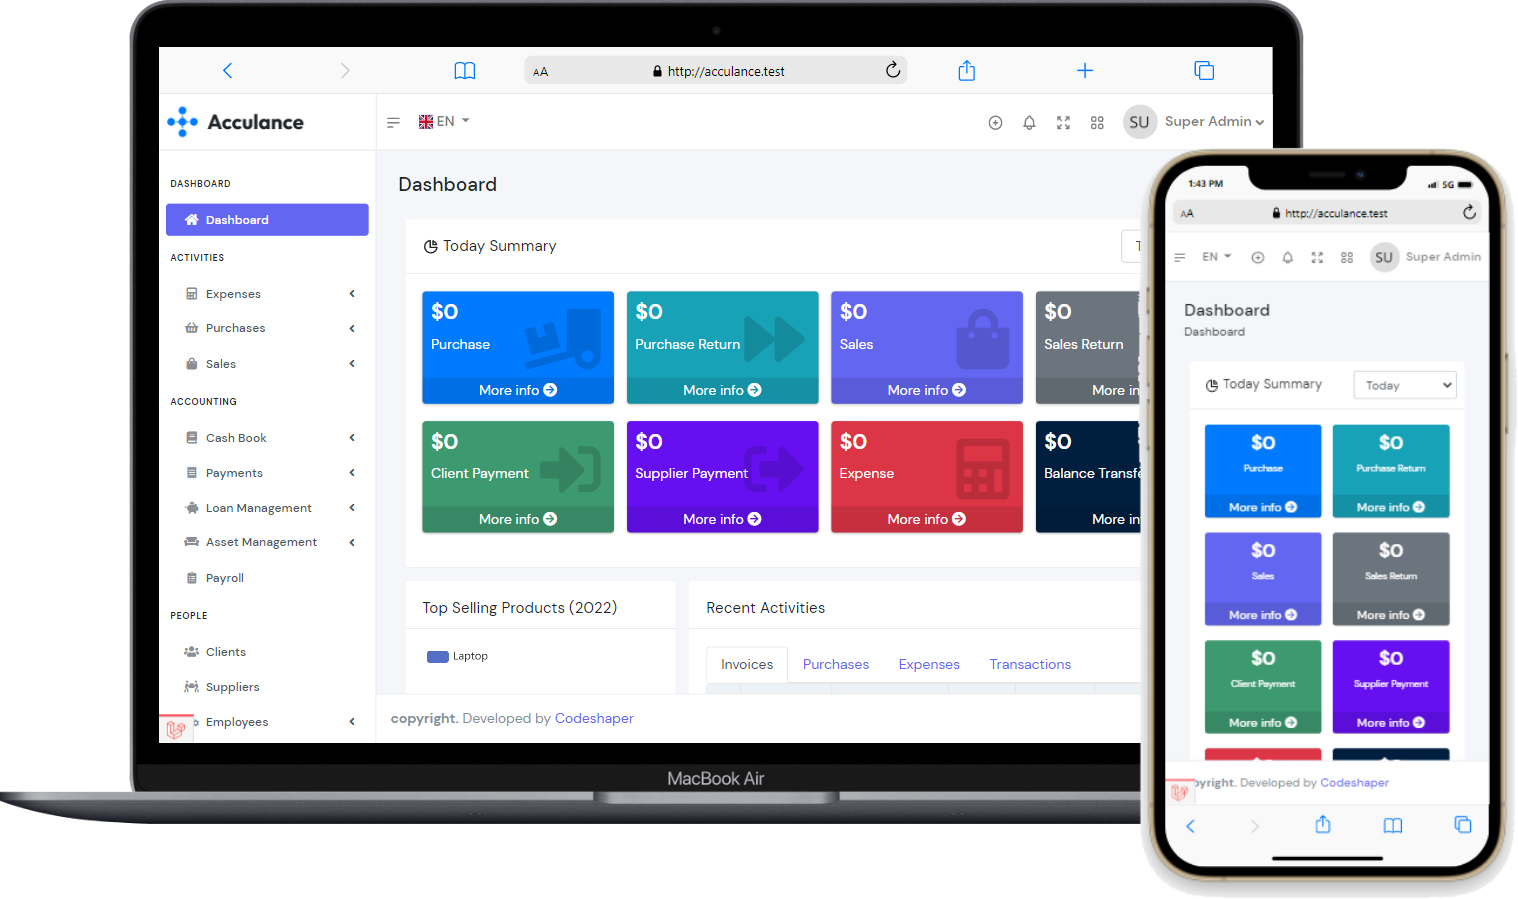 AA
http://acculance.test
Acculance
EN
SU
Super Admin
DASHBOARD
Dashboard
ACTIVITIES
Expenses
Purchases
Sales
ACCOUNTING
Cash Book
Payments
Loan Management
Asset Management
Payroll
PEOPLE
Clients
Suppliers
Employees
Dashboard
Today Summary
$0
Purchase
More info
$0
Purchase Return
More info
$0
Sales
More info
$0
Sales Return
More in
$0
Client Payment
More info
$0
Supplier Payment
More info
$0
Expense
More info
$0
Balance Transfe
More in
Top Selling Products (2022)
Laptop
Recent Activities
Invoices
Purchases
Expenses
Transactions
copyright. Developed by Codeshaper
MacBook Air
1:43 PM
5G
AA
http://acculance.test
EN
SU
Super Admin
Dashboard
Dashboard
Today Summary
Today
$0
Purchase
More info
$0
Purchase Return
More info
$0
Sales
More info
$0
Sales Return
More info
$0
Client Payment
More info
$0
Supplier Payment
More info
pyright. Developed by Codeshaper